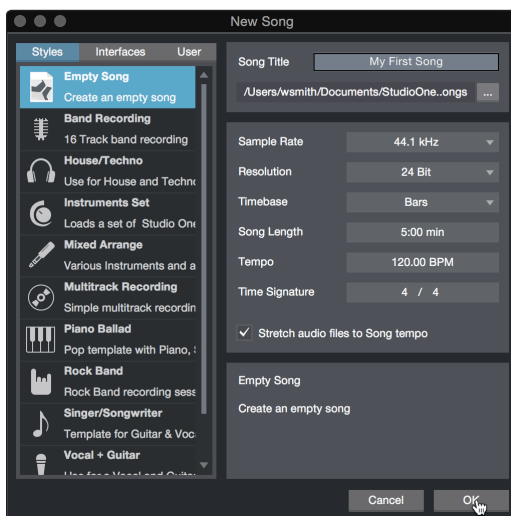 New Song
Styles Interfaces User
Empty Song
Create an empty song
Band Recording
16 Track band recording
House/Techno
Use for House and Techno
Instruments Set
Loads a set of Studio One
Mixed Arrange
Various Instruments and a
Multitrack Recording
Simple multitrack recordin
Piano Ballad
Pop template with Piano,
Rock Band
Rock Band recording sess
Singer/Songwriter
Template for Guitar & Voc
Vocal + Guitar
Song Title My First Song
/Users/wsmith/Documents/StudioOne..ongs ...
Sample Rate 44.1 kHz
Resolution 24 Bit
Timebase Bars
Song Length 5:00 min
Tempo 120.00 BPM
Time Signature 4 / 4
Stretch audio files to Song tempo
Empty Song
Create an empty song
Cancel OK